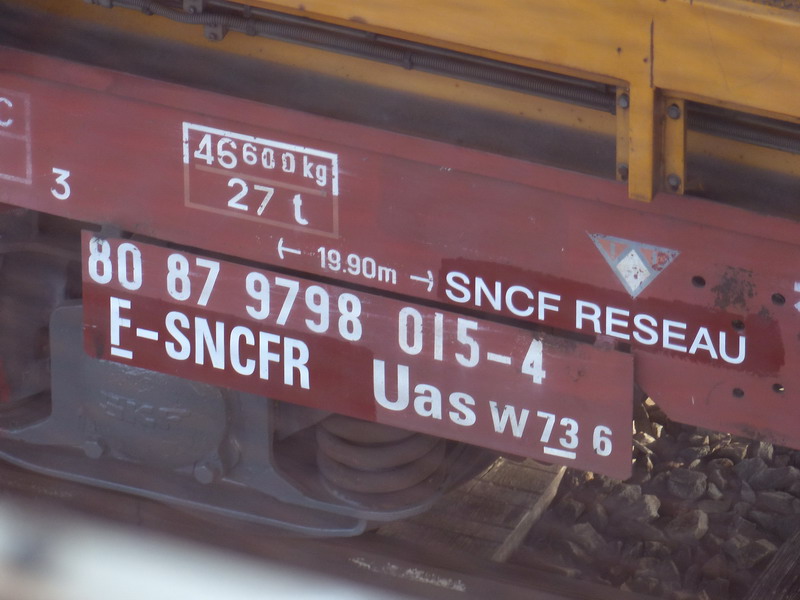 C
3
46600 kg
27 t
19.90m
80 87 9798 015-4
SNCF RESEAU
F-SNCFR
Uas W 73 6